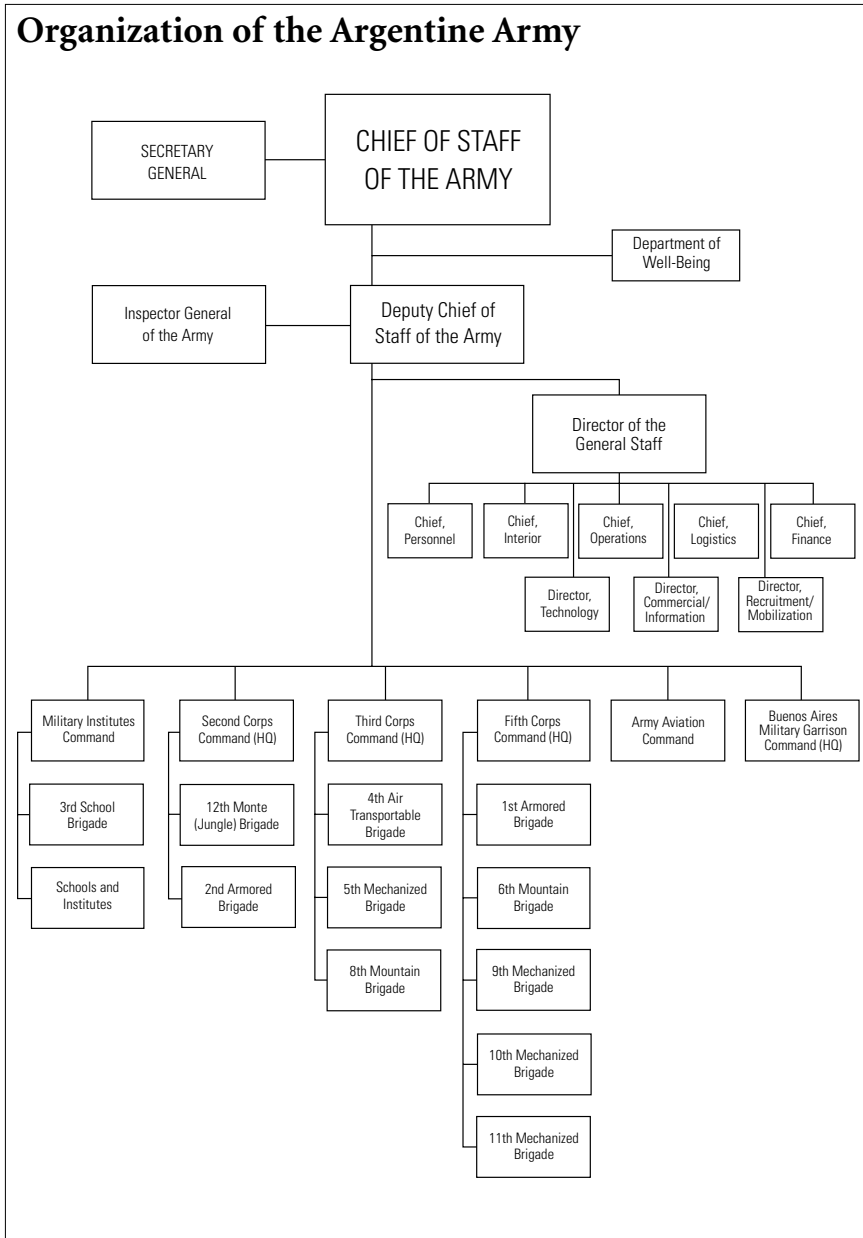 Organization of the Argentine Army
SECRETARY
GENERAL
CHIEF OF STAFF
OF THE ARMY
Department of
Well-Being
Inspector General
of the Army
Deputy Chief of
Staff of the Army
Director of the
General Staff
Chief,
Personnel
Chief,
Interior
Chief,
Operations
Chief,
Logistics
Chief,
Finance
Director,
Technology
Director,
Commercial/
Information
Director,
Recruitment/
Mobilization
Military Institutes
Command
Second Corps
Command (HQ)
Third Corps
Command (HQ)
Fifth Corps
Command (HQ)
Army Aviation
Command
Buenos Aires
Military Garrison
Command (HQ)
3rd School
Brigade
12th Monte
(Jungle) Brigade
4th Air
Transportable
Brigade
1st Armored
Brigade
Schools and
Institutes
2nd Armored
Brigade
5th Mechanized
Brigade
6th Mountain
Brigade
8th Mountain
Brigade
9th Mechanized
Brigade
10th Mechanized
Brigade
11th Mechanized
Brigade